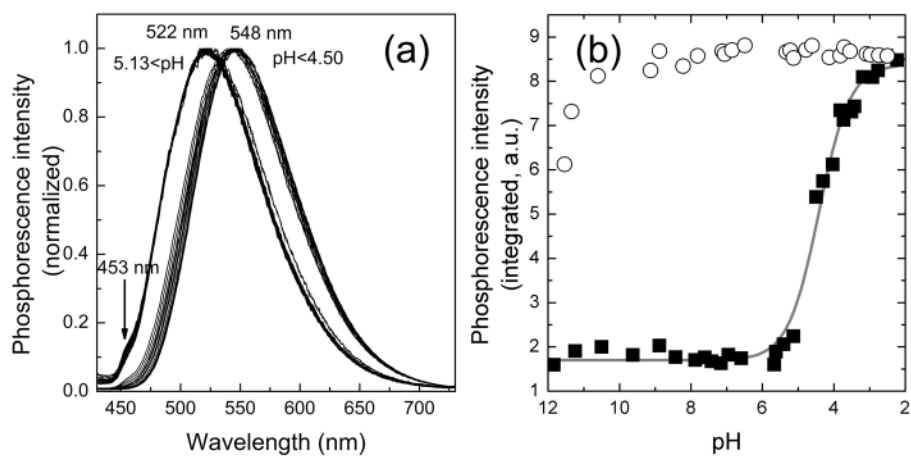 522 nm 548 nm
(a)
5.13<pH pH<4.50
453 nm
Phosphorescence intensity
(normalized)
1.0
0.8
0.6
0.4
0.2
0.0
450 500 550 600 650 700
Wavelength (nm)
(b)
Phosphorescence intensity
(integrated, a.u.)
9
8
7
6
5
4
3
2
1
12 10 8 6 4 2
pH